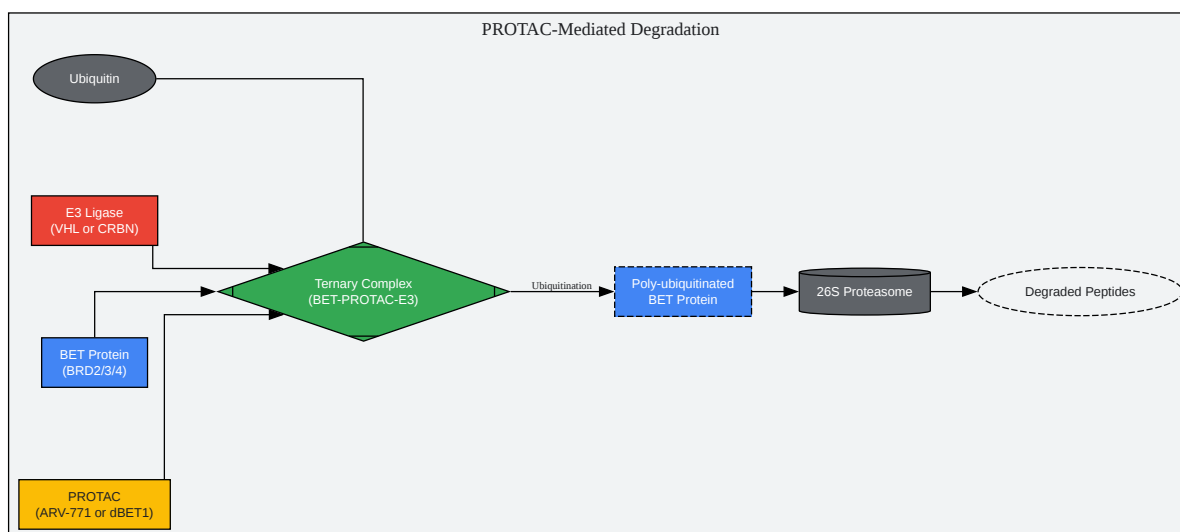 PROTAC-Mediated Degradation
Ubiquitin
E3 Ligase
(VHL or CRBN)
Ternary Complex
(BET-PROTAC-E3)
Ubiquitination
Poly-ubiquitinated
BET Protein
26S Proteasome
Degraded Peptides
BET Protein
(BRD2/3/4)
PROTAC
(ARV-771 or dBET1)